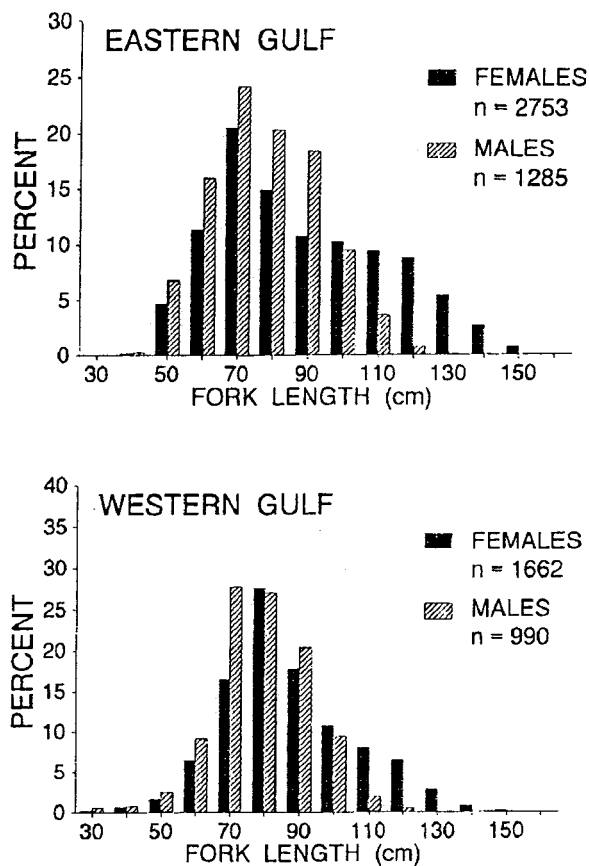 EASTERN GULF
30
25
20
15
10
5
0
PERCENT
FEMALES
n = 2753
MALES
n = 1285
30 50 70 90 110 130 150
FORK LENGTH (cm)
WESTERN GULF
40
35
30
25
20
15
10
5
0
PERCENT
FEMALES
n = 1662
MALES
n = 990
30 50 70 90 110 130 150
FORK LENGTH (cm)